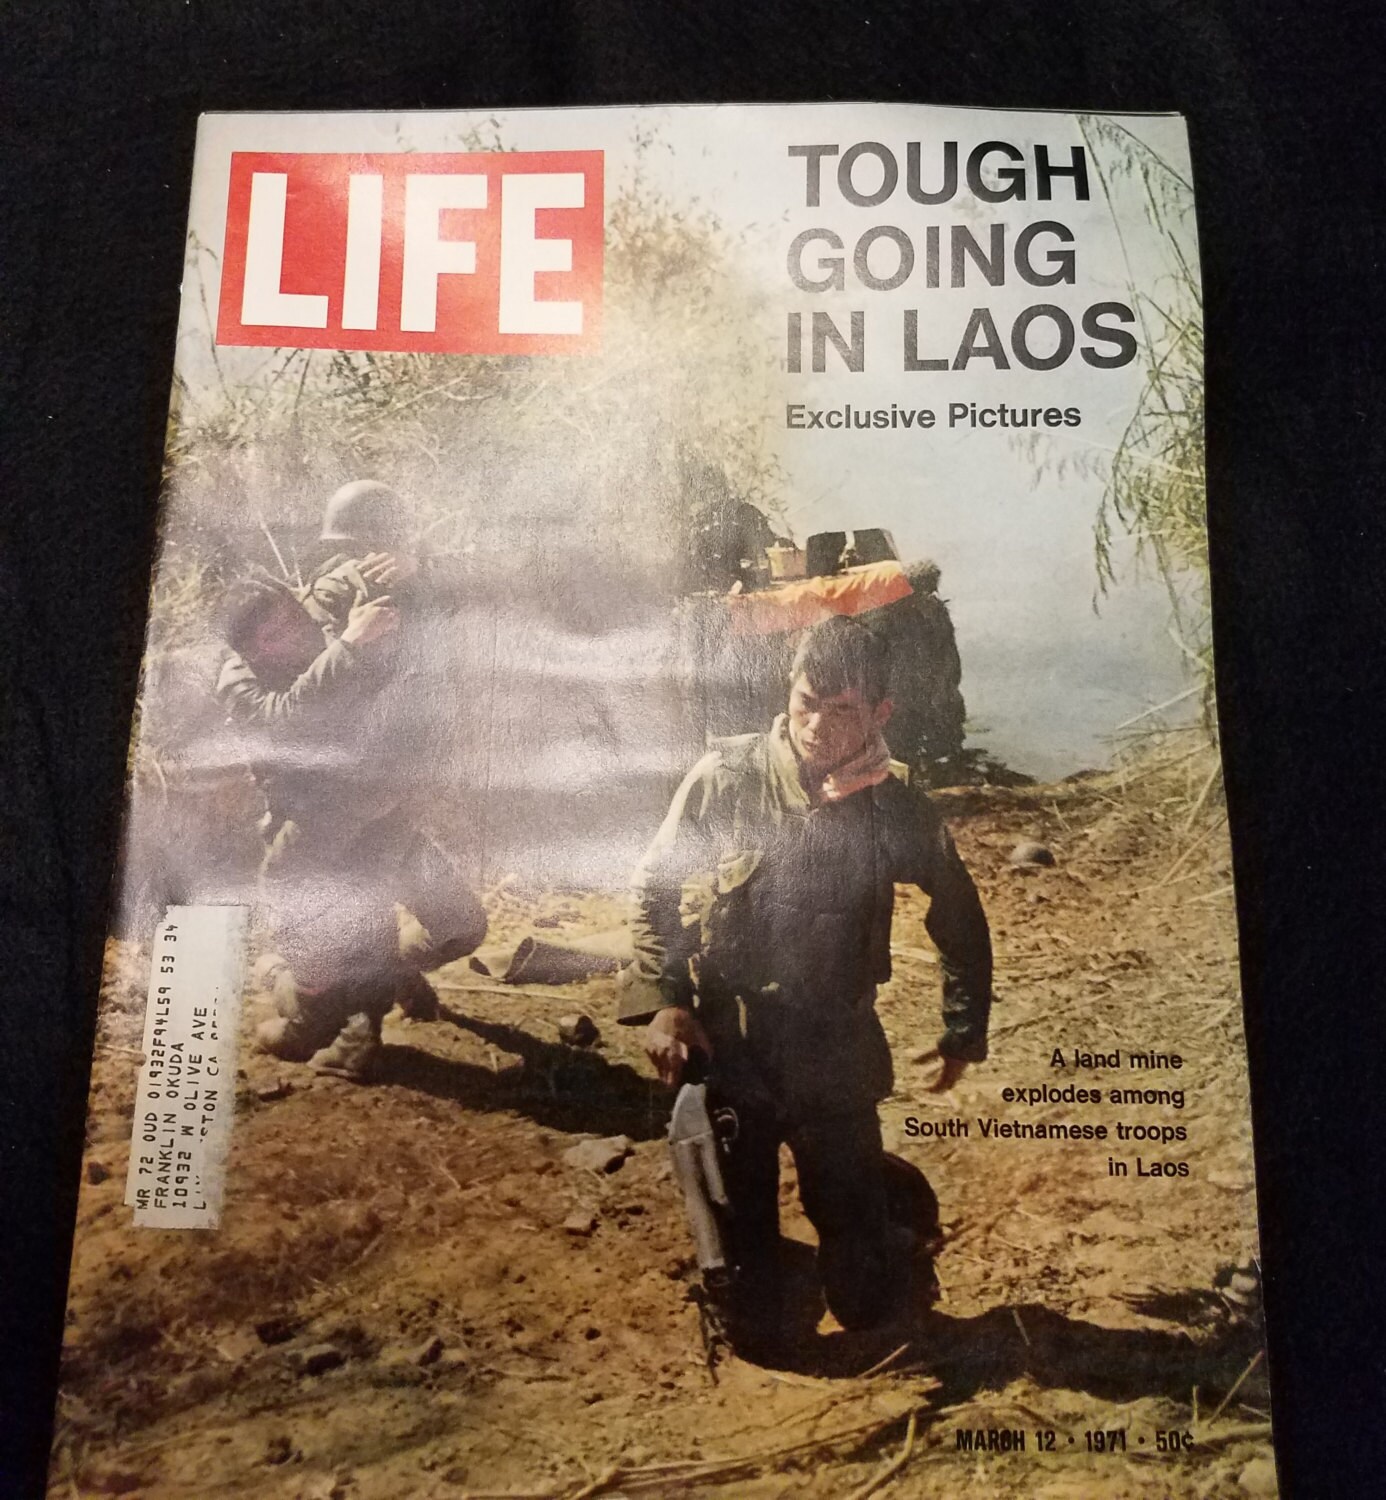 LIFE
TOUGH
GOING
IN LAOS
Exclusive Pictures
A land mine
explodes among
South Vietnamese troops
in Laos
MR 72 OUD 01932F94L59 53 34
FRANKLIN OKUDA
10932 W OLIVE AVE
CA
MARCH 12 · 1971 · 50¢